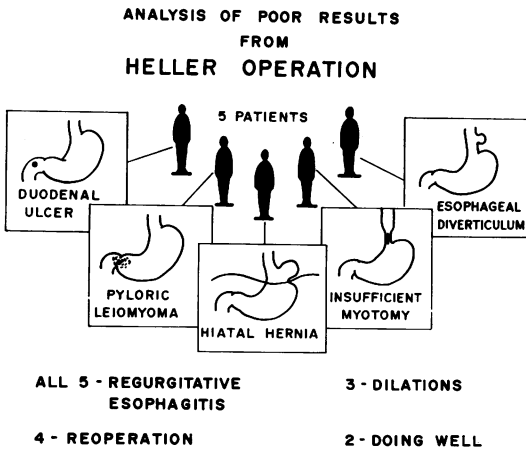 ANALYSIS OF POOR RESULTS
FROM
HELLER OPERATION
5 PATIENTS
DUODENAL
ULCER
PYLORIC
LEIOMYOMA
HIATAL HERNIA
INSUFFICIENT
MYOTOMY
ESOPHAGEAL
DIVERTICULUM
ALL 5 - REGURGITATIVE
ESOPHAGITIS
3 - DILATIONS
4 - REOPERATION
2 - DOING WELL